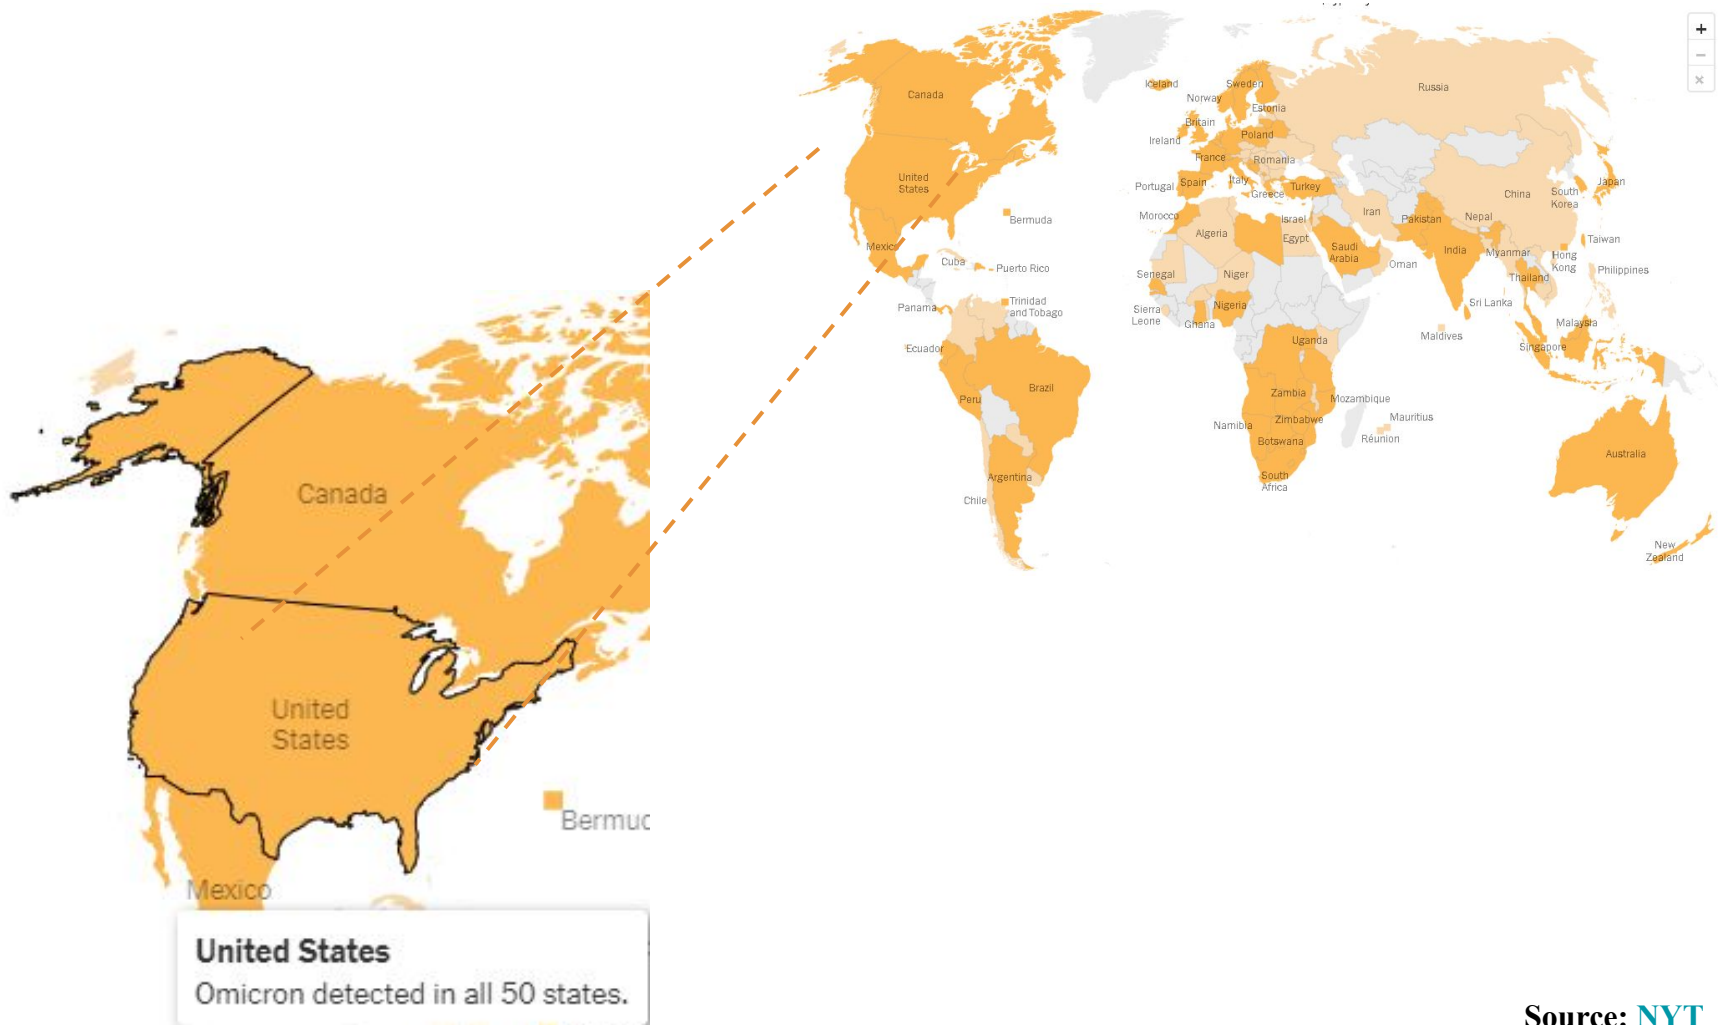 Canada
United
States
Bermuc
Mexico
United States
Omicron detected in all 50 states.
Canada
United
States
Mexico
Bermuda
Cuba
Puerto Rico
Panama
Trinidad
and Tobago
Ecuador
Peru
Brazil
Argentina
Chile
Iceland
Sweden
Norway
Estonia
Britain
Ireland
Poland
France
Romania
Portugal
Spain
Italy
Greece
Turkey
Russia
Morocco
Algeria
Israel
Egypt
Iran
Saudi
Arabia
Oman
Pakistan
Nepal
India
China
South
Korea
Japan
Taiwan
Hong
Kong
Myanmar
Thailand
Philippines
Senegal
Niger
Nigeria
Sierra
Leone
Ghana
Uganda
Sri Lanka
Maldives
Malaysia
Singapore
Zambia
Mozambique
Zimbabwe
Namibia
Botswana
Mauritius
Réunion
South
Africa
Australia
New
Zealand
+
−
×
Source: NYT